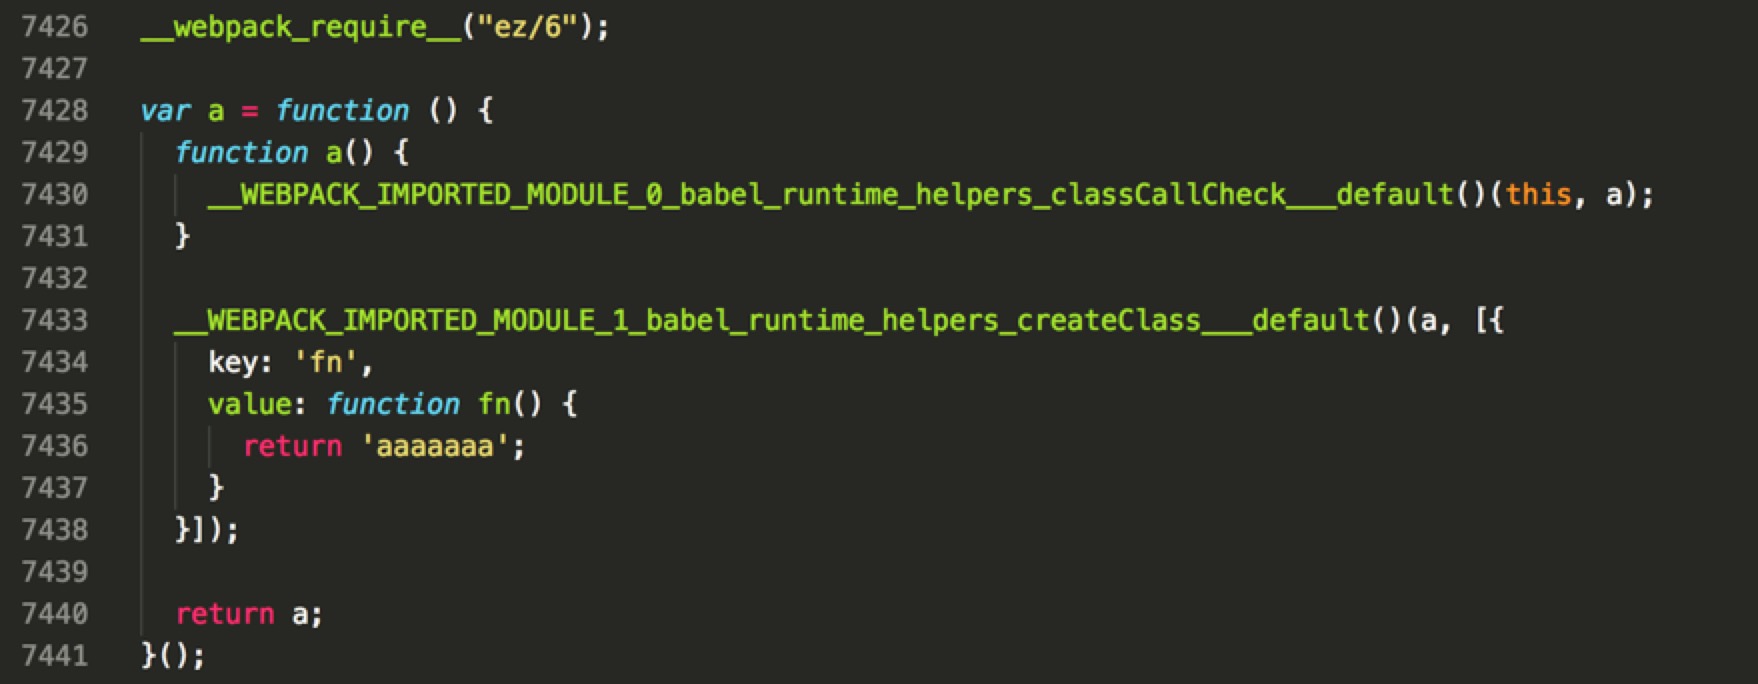 7426 __webpack_require__("ez/6");
7427
7428 var a = function () {
7429   function a() {
7430     __WEBPACK_IMPORTED_MODULE_0_babel_runtime_helpers_classCallCheck___default()(this, a);
7431   }
7432
7433   __WEBPACK_IMPORTED_MODULE_1_babel_runtime_helpers_createClass___default()(a, [{
7434     key: 'fn',
7435     value: function fn() {
7436       return 'aaaaaaa';
7437     }
7438   }]);
7439
7440   return a;
7441 }();